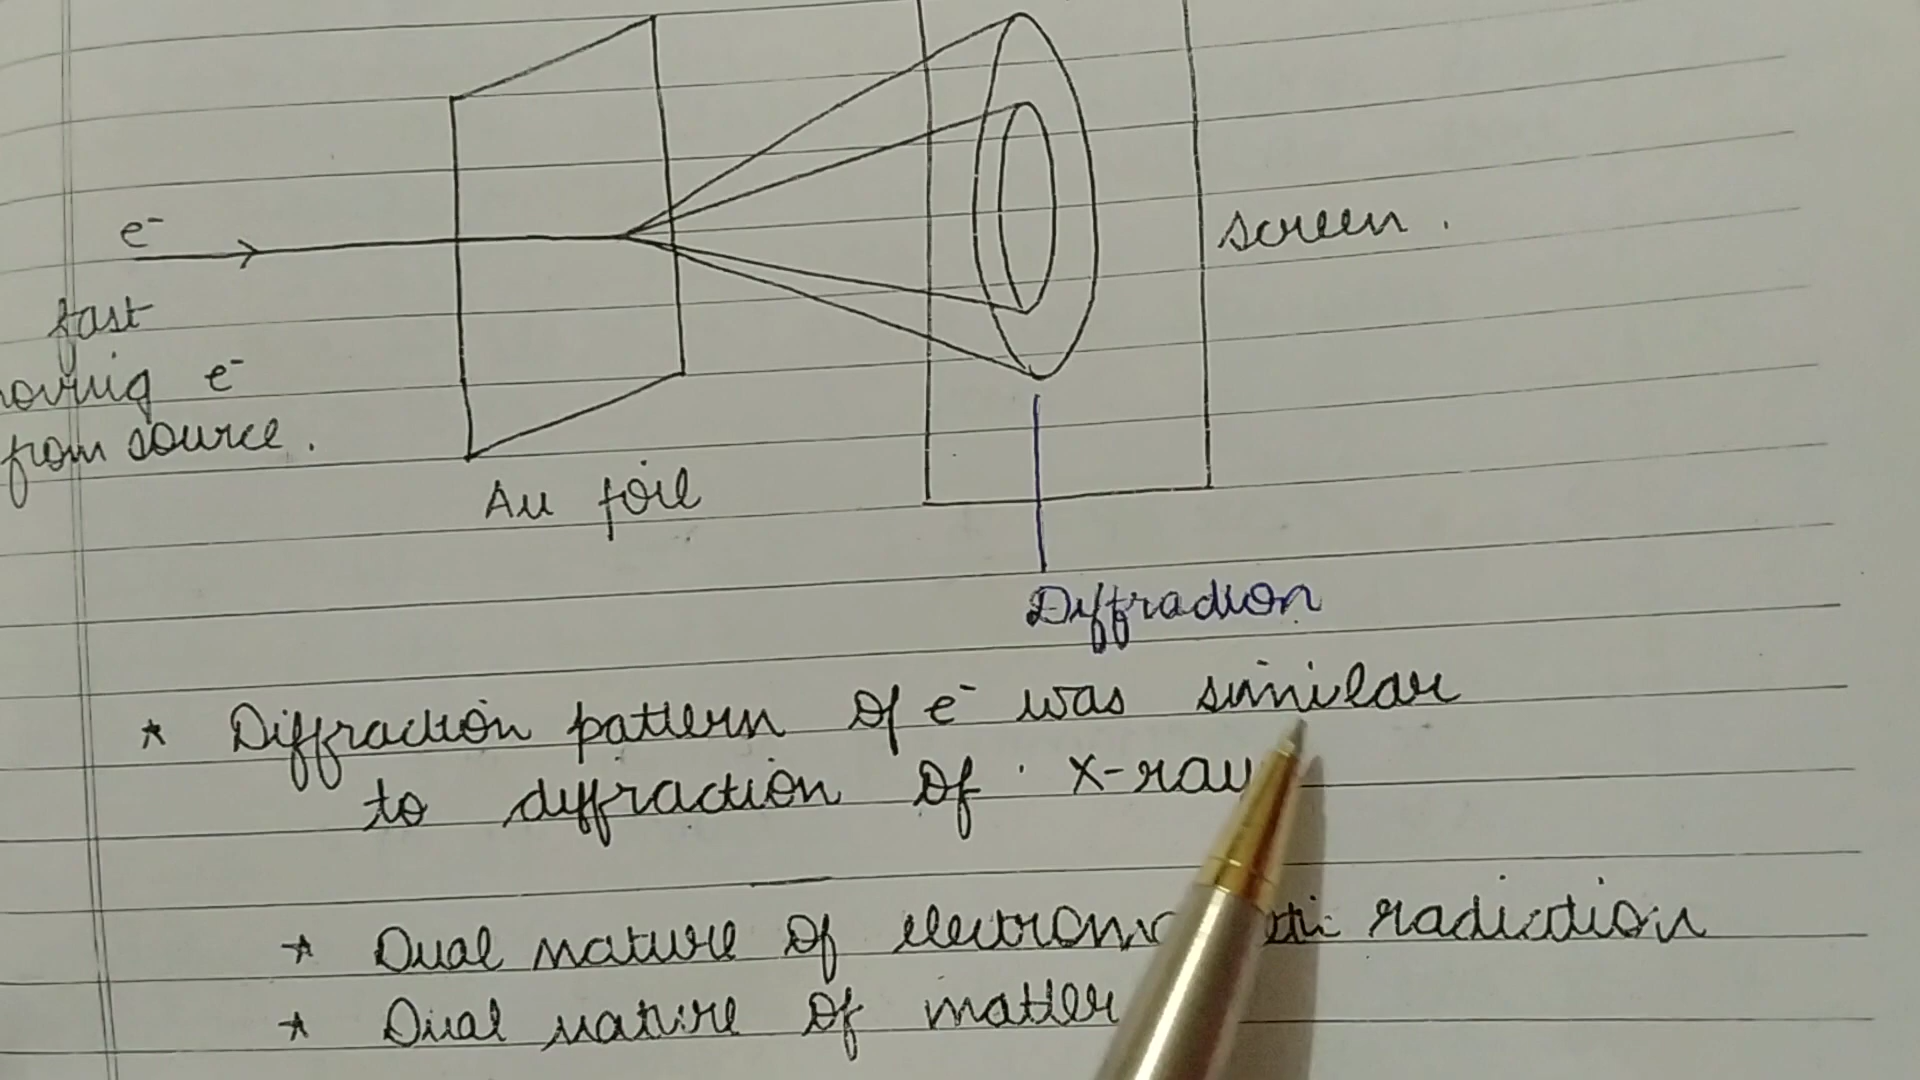 e⁻
fast
moving e⁻
from source.
screen.
Au foil
Diffraction
* Diffraction pattern of e⁻ was similar
to diffraction of X-ray
* Dual nature of radiation
* Dual nature of matter